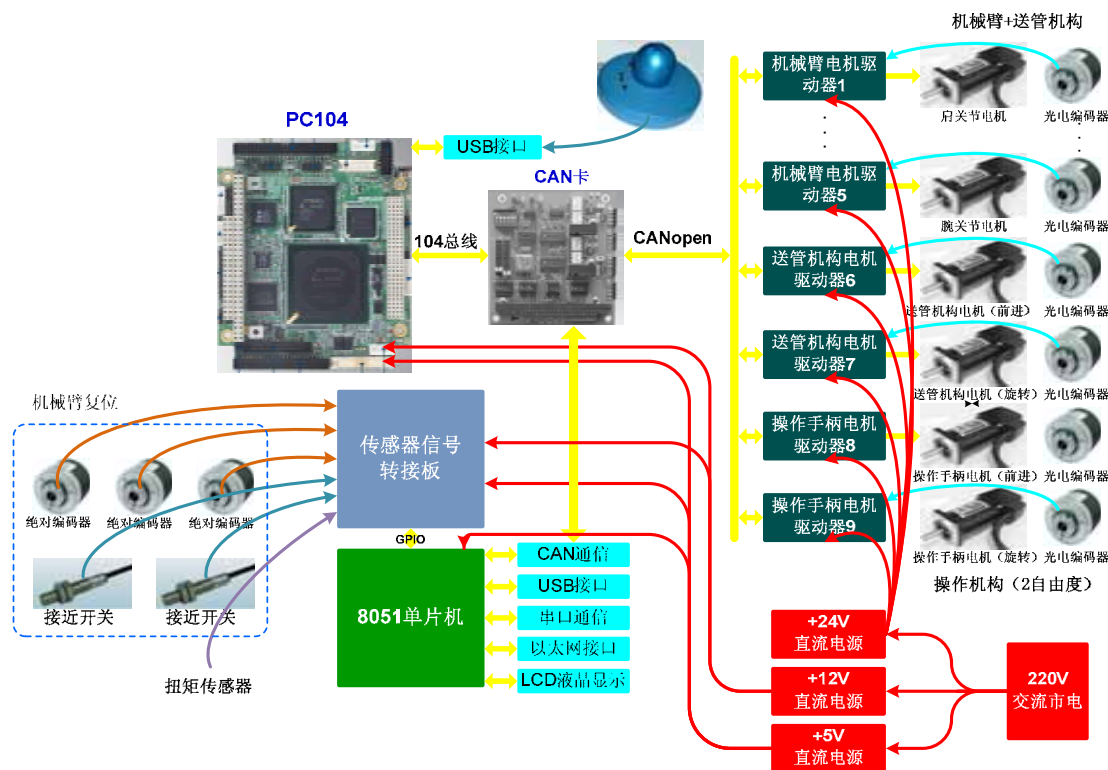 机械臂+送管机构
机械臂电机驱
动器1
肩关节电机
光电编码器
PC104
USB接口
CAN卡
机械臂电机驱
动器5
腕关节电机
光电编码器
104总线
CANopen
送管机构电机
驱动器6
送管机构电机（前进）
光电编码器
送管机构电机
驱动器7
送管机构电机（旋转）
光电编码器
机械臂复位
传感器信号
转接板
操作手柄电机
驱动器8
操作手柄电机（前进）
光电编码器
绝对编码器
绝对编码器
绝对编码器
操作手柄电机
驱动器9
操作手柄电机（旋转）
光电编码器
操作机构（2自由度）
GPIO
接近开关
接近开关
8051单片机
CAN通信
USB接口
串口通信
以太网接口
LCD液晶显示
扭矩传感器
+24V
直流电源
+12V
直流电源
+5V
直流电源
220V
交流市电